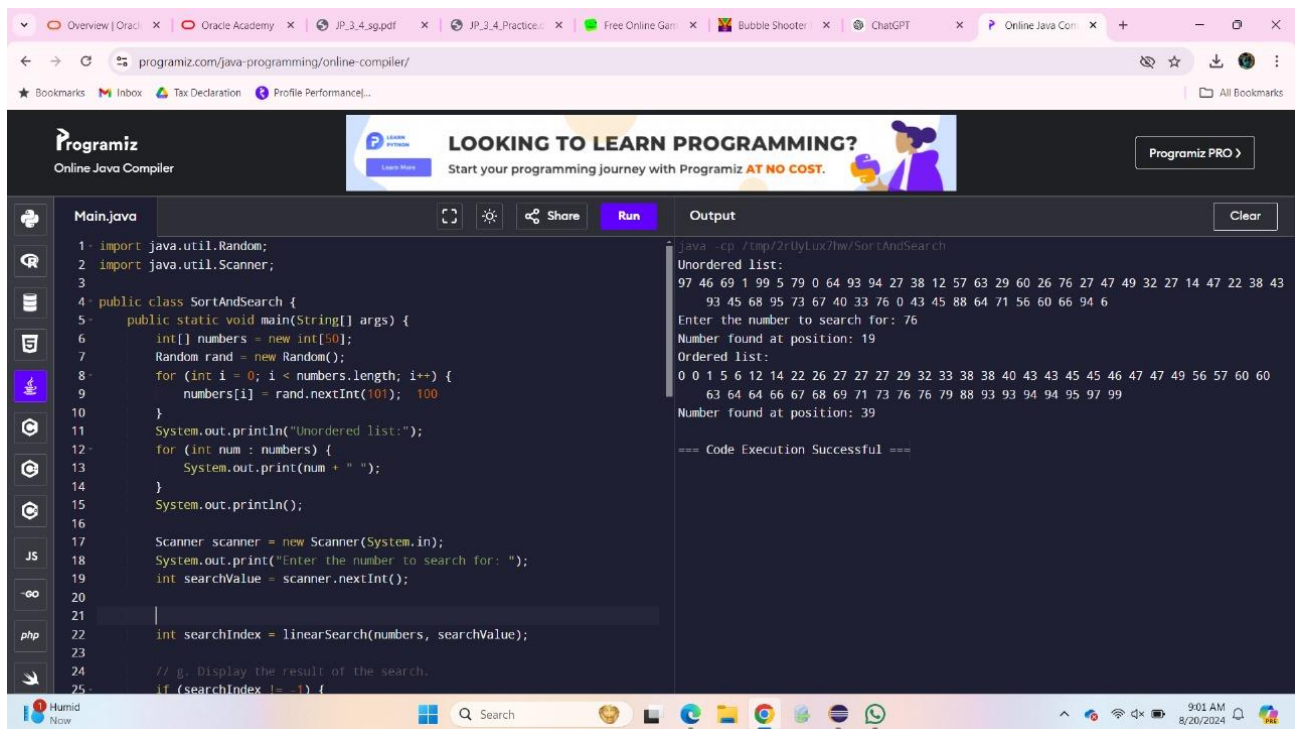 Overview | Oracl
Oracle Academy
JP_3_4_sg.pdf
JP_3_4_Practice.c
Free Online Gam
Bubble Shooter
ChatGPT
Online Java Com
programiz.com/java-programming/online-compiler/
Bookmarks
Inbox
Tax Declaration
Profile Performance|...
All Bookmarks
Programiz
Online Java Compiler
LEARN PYTHON
Learn More
LOOKING TO LEARN PROGRAMMING?
Start your programming journey with Programiz AT NO COST.
Programiz PRO >
Main.java
Share
Run
Output
Clear
1 import java.util.Random;
2 import java.util.Scanner;
3
4 public class SortAndSearch {
5 public static void main(String[] args) {
6 int[] numbers = new int[50];
7 Random rand = new Random();
8 for (int i = 0; i < numbers.length; i++) {
9 numbers[i] = rand.nextInt(101);  100
10 }
11 System.out.println("Unordered list:");
12 for (int num : numbers) {
13 System.out.print(num + " ");
14 }
15 System.out.println();
16
17 Scanner scanner = new Scanner(System.in);
18 System.out.print("Enter the number to search for: ");
19 int searchValue = scanner.nextInt();
20
21
22 int searchIndex = linearSearch(numbers, searchValue);
23
24 // g. Display the result of the search.
25 if (searchIndex != -1) {
java -cp /tmp/2rUyLux7hw/SortAndSearch
Unordered list:
97 46 69 1 99 5 79 0 64 93 94 27 38 12 57 63 29 60 26 76 27 47 49 32 27 14 47 22 38 43
93 45 68 95 73 67 40 33 76 0 43 45 88 64 71 56 60 66 94 6
Enter the number to search for: 76
Number found at position: 19
Ordered list:
0 0 1 5 6 12 14 22 26 27 27 27 29 32 33 38 38 40 43 43 45 45 46 47 47 49 56 57 60 60
63 64 64 66 67 68 69 71 73 76 76 79 88 93 93 94 94 95 97 99
Number found at position: 39
=== Code Execution Successful ===
JS
-GO
php
1
Humid
Now
Search
PRE
9:01 AM
8/20/2024